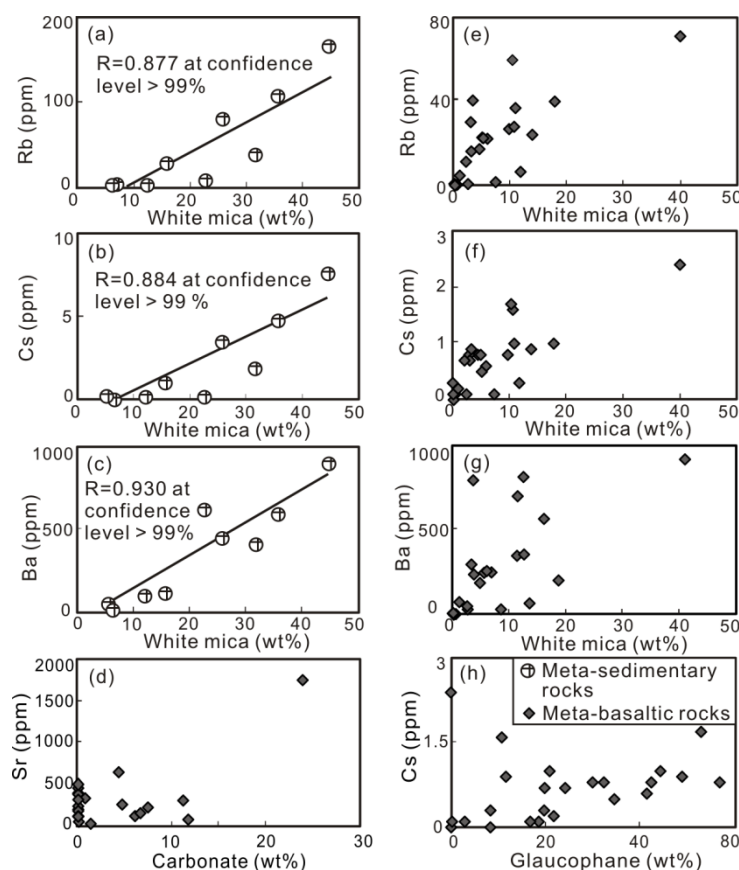 (a)
R=0.877 at confidence
level > 99%
200
100
0
Rb (ppm)
0 10 20 30 40 50
White mica (wt%)
(e)
80
40
0
Rb (ppm)
0 10 20 30 40 50
White mica (wt%)
(b)
R=0.884 at confidence
level > 99 %
10
5
0
Cs (ppm)
0 10 20 30 40 50
White mica (wt%)
(f)
3
2
1
0
Cs (ppm)
0 10 20 30 40 50
White mica (wt%)
(c)
R=0.930 at
confidence
level > 99%
1000
500
0
Ba (ppm)
0 10 20 30 40 50
White mica (wt%)
(g)
1000
500
0
Ba (ppm)
0 10 20 30 40 50
White mica (wt%)
(d)
2000
1500
1000
500
0
Sr (ppm)
0 10 20 30
Carbonate (wt%)
(h)
Meta-sedimentary
rocks
Meta-basaltic rocks
3
1.5
0
Cs (ppm)
0 20 40 60 80
Glaucophane (wt%)